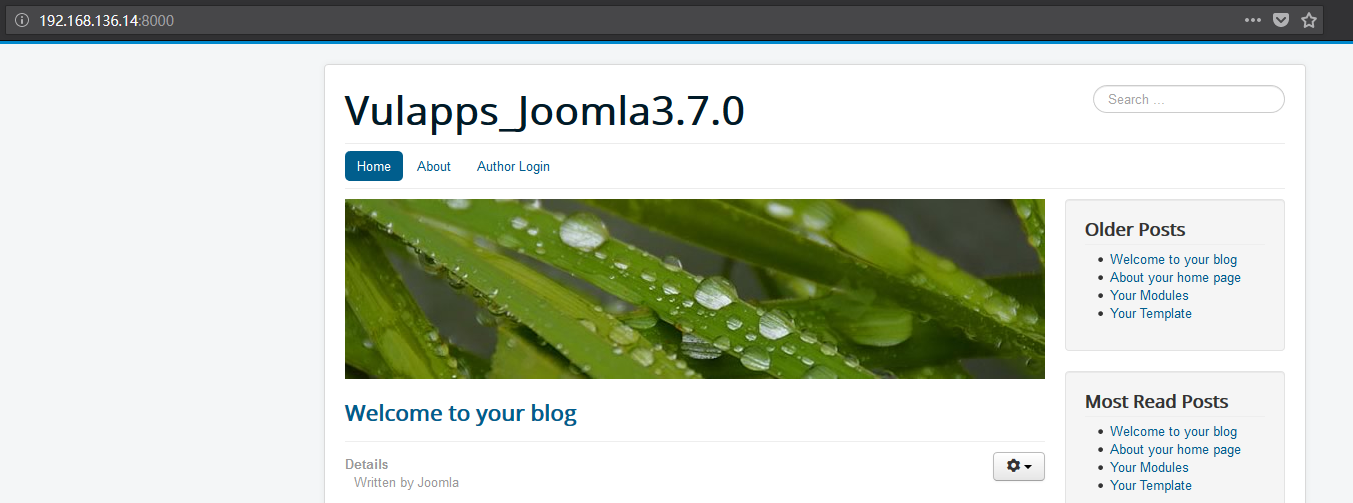 192.168.136.14:8000
Vulapps_Joomla3.7.0
Search ...
Home About Author Login
Older Posts
Welcome to your blog
About your home page
Your Modules
Your Template
Most Read Posts
Welcome to your blog
About your home page
Your Modules
Your Template
Welcome to your blog
Details
Written by Joomla